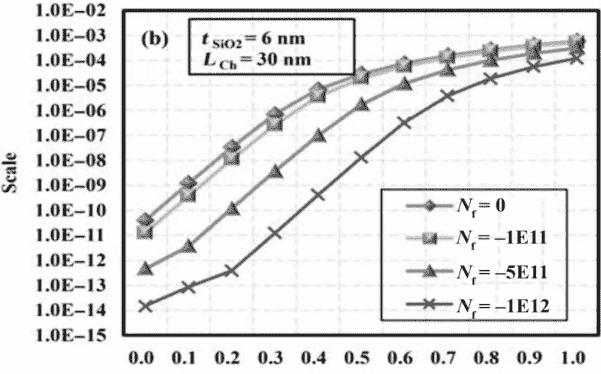 1.0E–02
1.0E–03
1.0E–04
1.0E–05
1.0E–06
1.0E–07
1.0E–08
1.0E–09
1.0E–10
1.0E–11
1.0E–12
1.0E–13
1.0E–14
1.0E–15
Scale
(b)
t SiO2 = 6 nm
L Ch = 30 nm
Nf = 0
Nf = –1E11
Nf = –5E11
Nf = –1E12
0.0 0.1 0.2 0.3 0.4 0.5 0.6 0.7 0.8 0.9 1.0